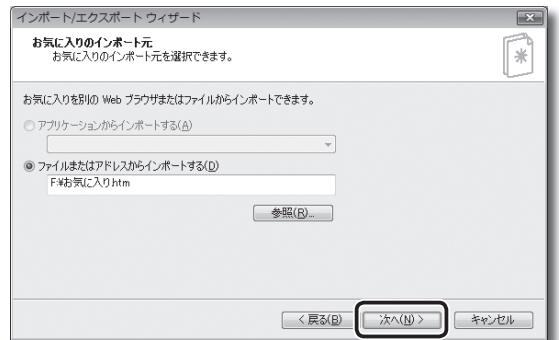 インポート/エクスポート ウィザード
お気に入りのインポート元
お気に入りのインポート元を選択できます。
お気に入りを別の Web ブラウザまたはファイルからインポートできます。
アプリケーションからインポートする(A)
ファイルまたはアドレスからインポートする(D)
F:¥お気に入り.htm
参照(R)...
< 戻る(B)
次へ(N) >
キャンセル